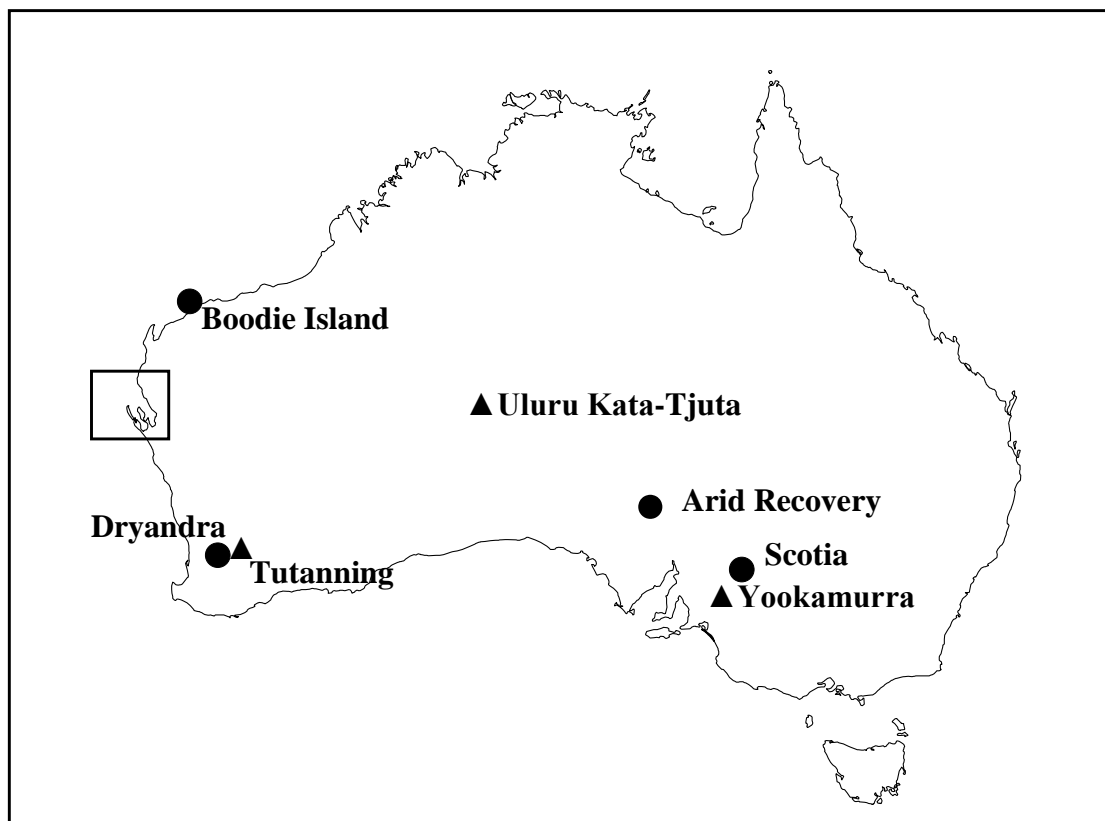 Boodie Island
Uluru Kata-Tjuta
Arid Recovery
Dryandra
Scotia
Tutanning
Yookamurra